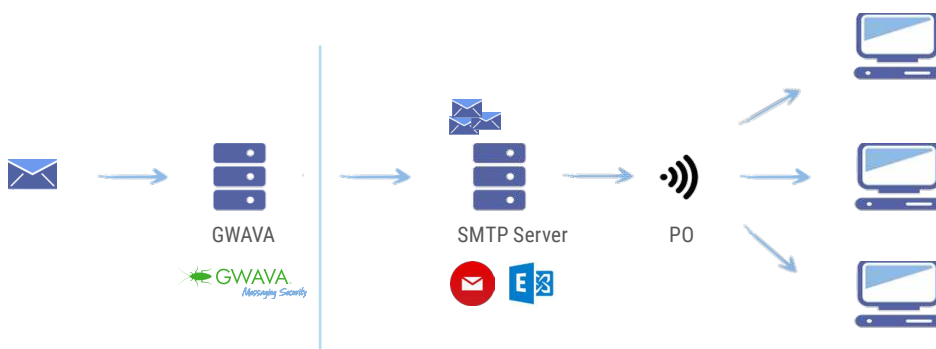 GWAVA
SMTP Server
PO
GWAVA
Messaging Security
E